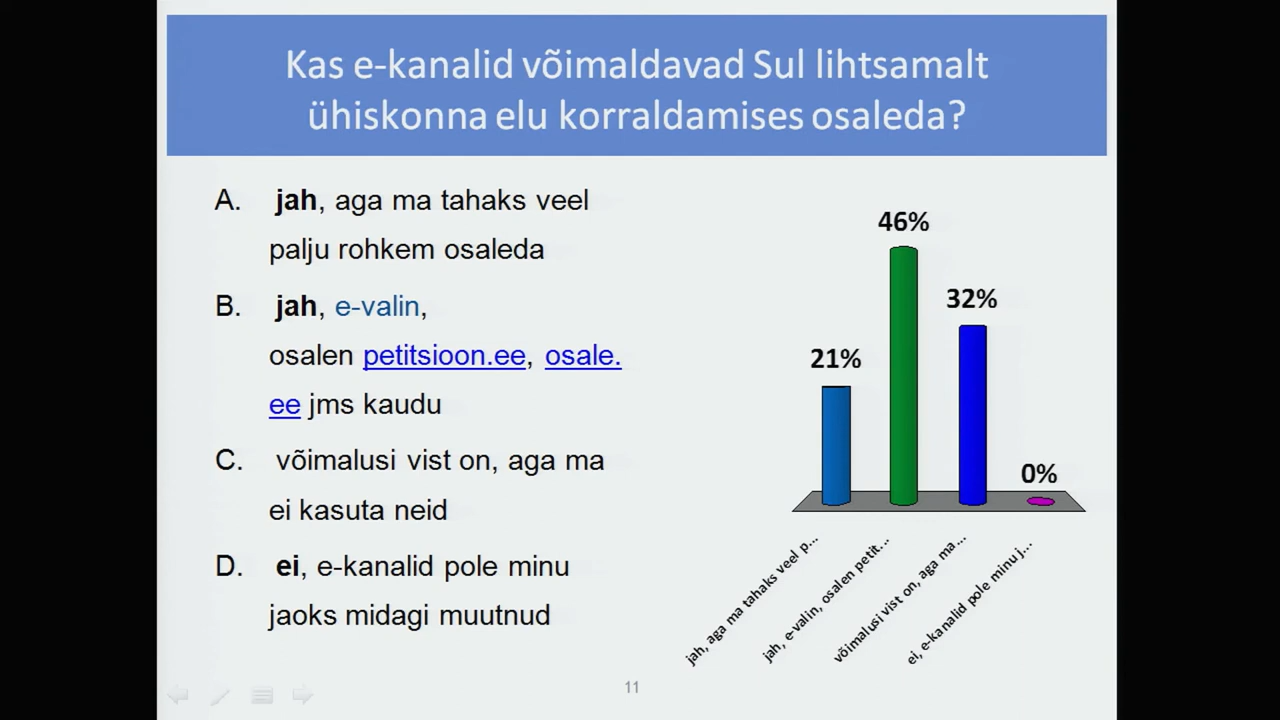 Kas e-kanalid võimaldavad Sul lihtsamalt
ühiskonna elu korraldamises osaleda?
A. jah, aga ma tahaks veel
palju rohkem osaleda
B. jah, e-valin,
osalen petitsioon.ee, osale.
ee jms kaudu
C. võimalusi vist on, aga ma
ei kasuta neid
D. ei, e-kanalid pole minu
jaoks midagi muutnud
21%
46%
32%
0%
jah, aga ma tahaks veel p...
jah, e-valin, osalen petit...
võimalusi vist on, aga ma...
ei, e-kanalid pole minu j...
11